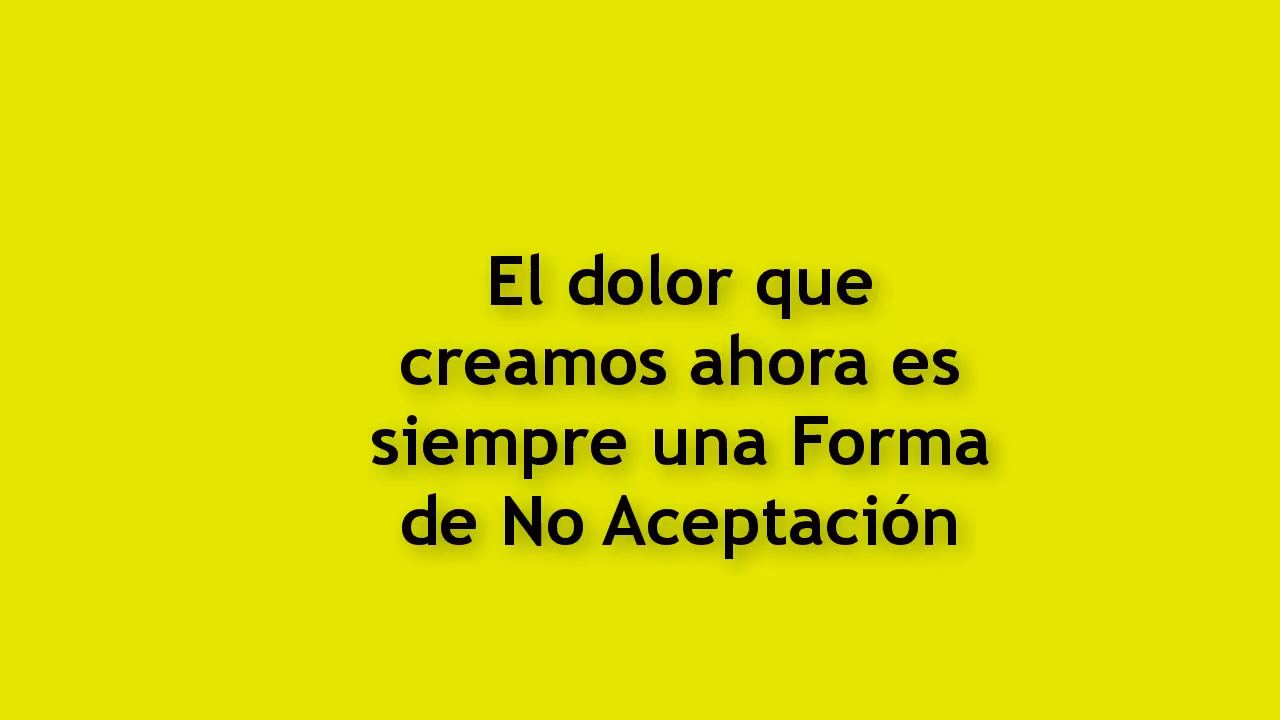 El dolor que
creamos ahora es
siempre una Forma
de No Aceptación